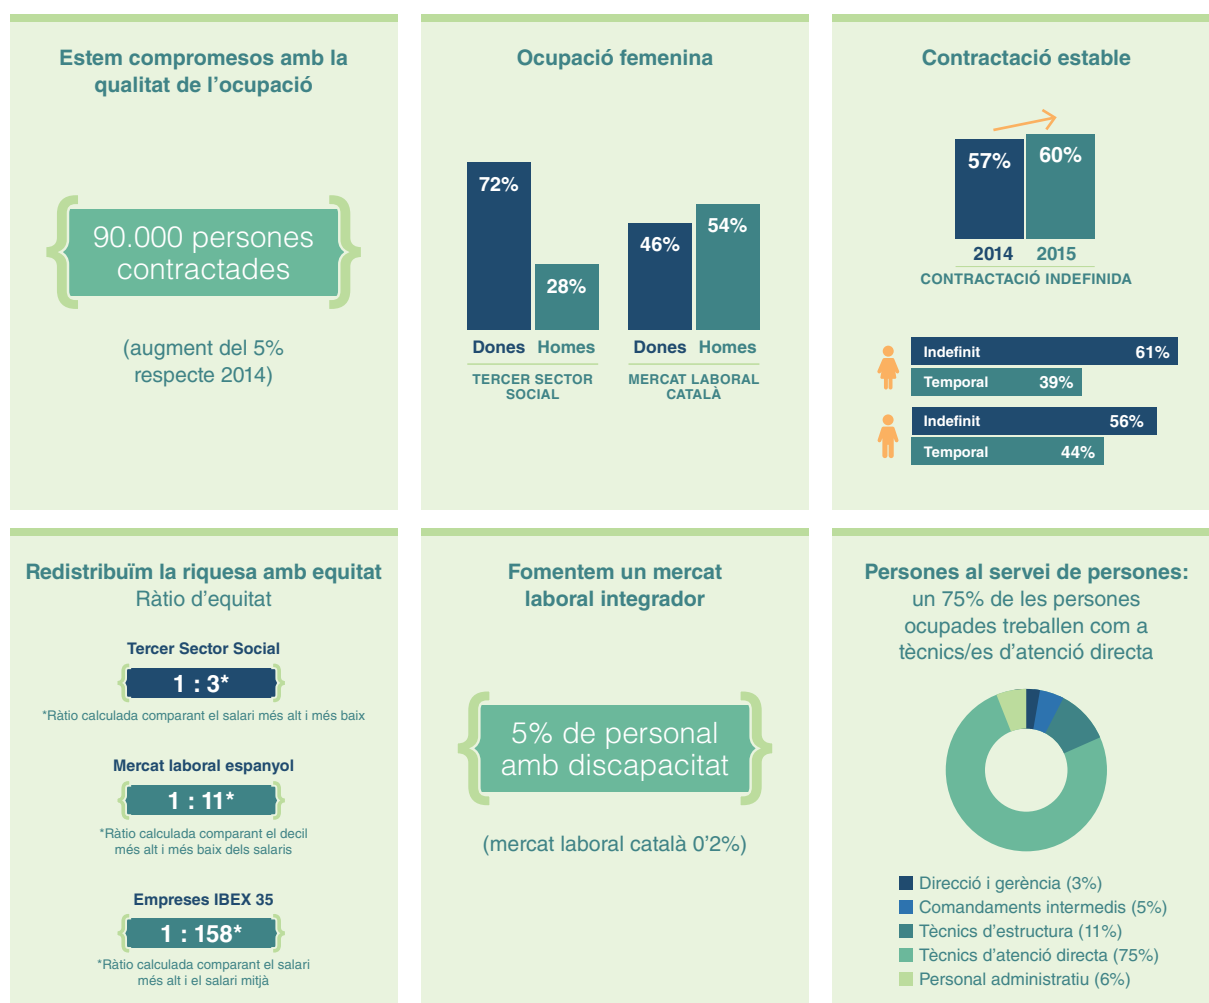 Estem compromesos amb la
qualitat de l’ocupació
90.000 persones
contractades
(augment del 5%
respecte 2014)
Ocupació femenina
72%
28%
46%
54%
Dones Homes
Dones Homes
TERCER SECTOR
SOCIAL
MERCAT LABORAL
CATALÀ
Contractació estable
57%
60%
2014 2015
CONTRACTACIÓ INDEFINIDA
Indefinit 61%
Temporal 39%
Indefinit 56%
Temporal 44%
Redistribuïm la riquesa amb equitat
Ràtio d’equitat
Tercer Sector Social
1 : 3*
*Ràtio calculada comparant el salari més alt i més baix
Mercat laboral espanyol
1 : 11*
*Ràtio calculada comparant el decil
més alt i més baix dels salaris
Empreses IBEX 35
1 : 158*
*Ràtio calculada comparant el salari
més alt i el salari mitjà
Fomentem un mercat
laboral integrador
5% de personal
amb discapacitat
(mercat laboral català 0’2%)
Persones al servei de persones:
un 75% de les persones
ocupades treballen com a
tècnics/es d’atenció directa
Direcció i gerència (3%)
Comandaments intermedis (5%)
Tècnics d’estructura (11%)
Tècnics d’atenció directa (75%)
Personal administratiu (6%)